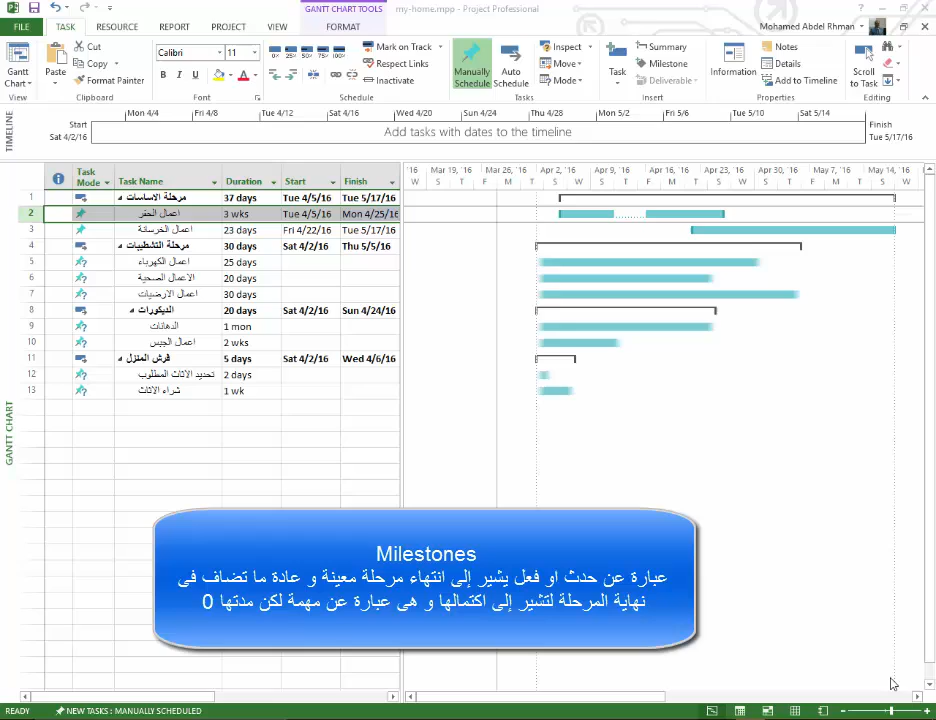 GANTT CHART TOOLS
my-home.mpp - Project Professional
FILE TASK RESOURCE REPORT PROJECT VIEW FORMAT
Mohamed Abdel Rhman
Gantt Chart
View
Paste
Cut
Copy
Format Painter
Clipboard
Calibri 11
B I U
Font
Mark on Track
Respect Links
Inactivate
Schedule
Manually Schedule
Auto Schedule
Inspect
Move
Mode
Tasks
Task
Summary
Milestone
Deliverable
Insert
Information
Notes
Details
Add to Timeline
Properties
Scroll to Task
Editing
TIMELINE
Mon 4/4 Fri 4/8 Tue 4/12 Sat 4/16 Wed 4/20 Sun 4/24 Thu 4/28 Mon 5/2 Fri 5/6 Tue 5/10 Sat 5/14
Start
Sat 4/2/16
Add tasks with dates to the timeline
Finish
Tue 5/17/16
Task Mode Task Name Duration Start Finish
'16 Mar 19, '16 Mar 26, '16 Apr 2, '16 Apr 9, '16 Apr 16, '16 Apr 23, '16 Apr 30, '16 May 7, '16 May 14, '16
W S T F M T W S T F S W S T F M T W S T F S W
1 مرحلة الاساسات 37 days Tue 4/5/16 Tue 5/17/16
2 اعمال الحفر 3 wks Tue 4/5/16 Mon 4/25/16
3 اعمال الخرسانة 23 days Fri 4/22/16 Tue 5/17/16
4 مرحلة التشطيبات 30 days Sat 4/2/16 Thu 5/5/16
5 اعمال الكهرباء 25 days
6 الاعمال الصحية 20 days
7 اعمال الارضيات 30 days
8 الديكورات 20 days Sat 4/2/16 Sun 4/24/16
9 الدهانات 1 mon
10 اعمال الجبس 2 wks
11 فرش المنزل 5 days Sat 4/2/16 Wed 4/6/16
12 تحديد الاثاث المطلوب 2 days
13 شراء الاثاث 1 wk
GANTT CHART
Milestones
عبارة عن حدث او فعل يشير إلى انتهاء مرحلة معينة و عادة ما تضاف فى
نهاية المرحلة لتشير إلى اكتمالها و هى عبارة عن مهمة لكن مدتها 0
READY NEW TASKS : MANUALLY SCHEDULED